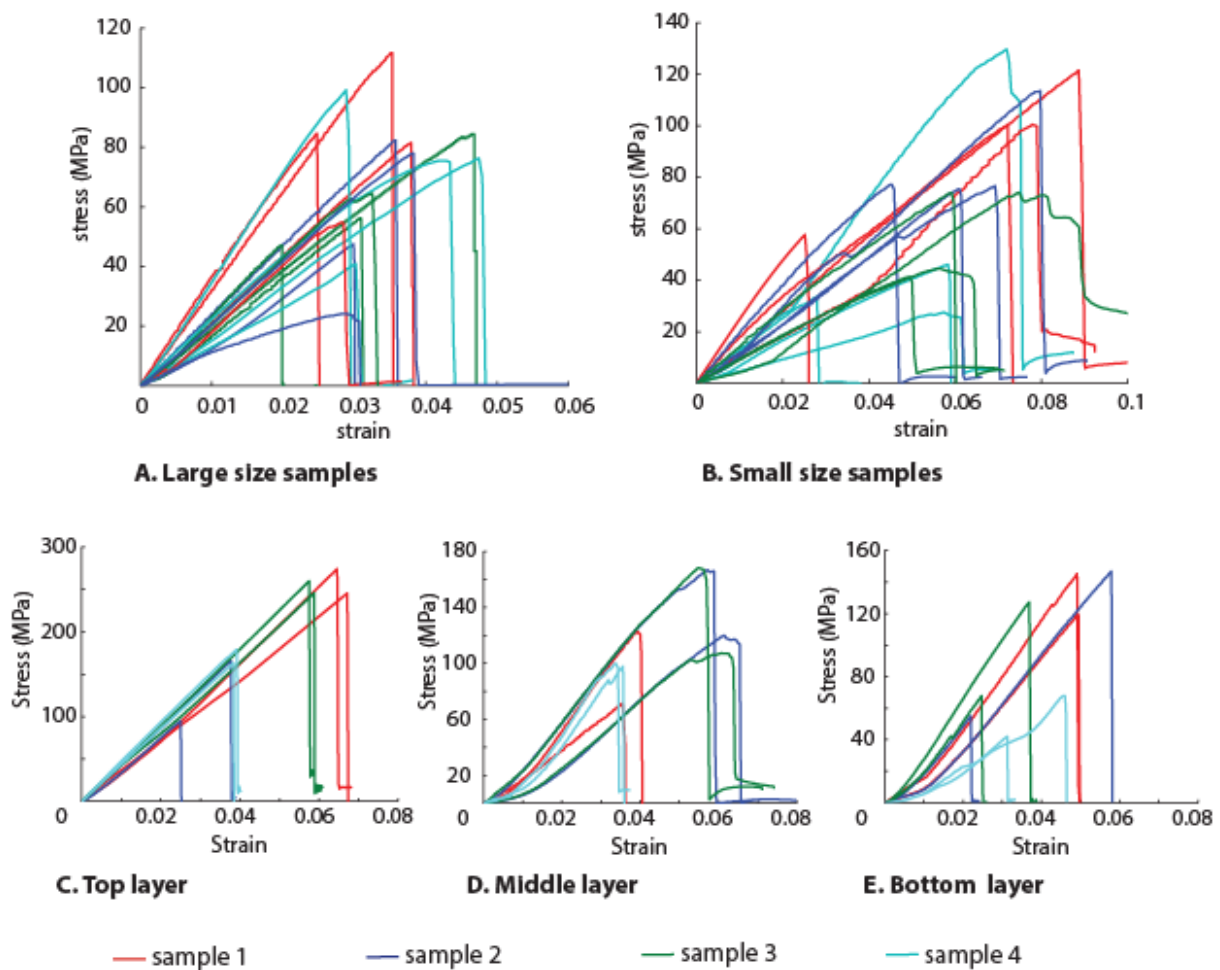 120
100
80
60
40
20
0
0.01
0.02
0.03
0.04
0.05
0.06
stress (MPa)
strain
A. Large size samples
140
120
100
80
60
40
20
0
0.02
0.04
0.06
0.08
0.1
stress (MPa)
strain
B. Small size samples
300
200
100
0
0.02
0.04
0.06
0.08
Stress (MPa)
Strain
C. Top layer
180
140
100
60
20
0
0.02
0.04
0.06
0.08
Stress (MPa)
Strain
D. Middle layer
160
120
80
40
0
0.02
0.04
0.06
0.08
Stress (MPa)
Strain
E. Bottom layer
sample 1
sample 2
sample 3
sample 4